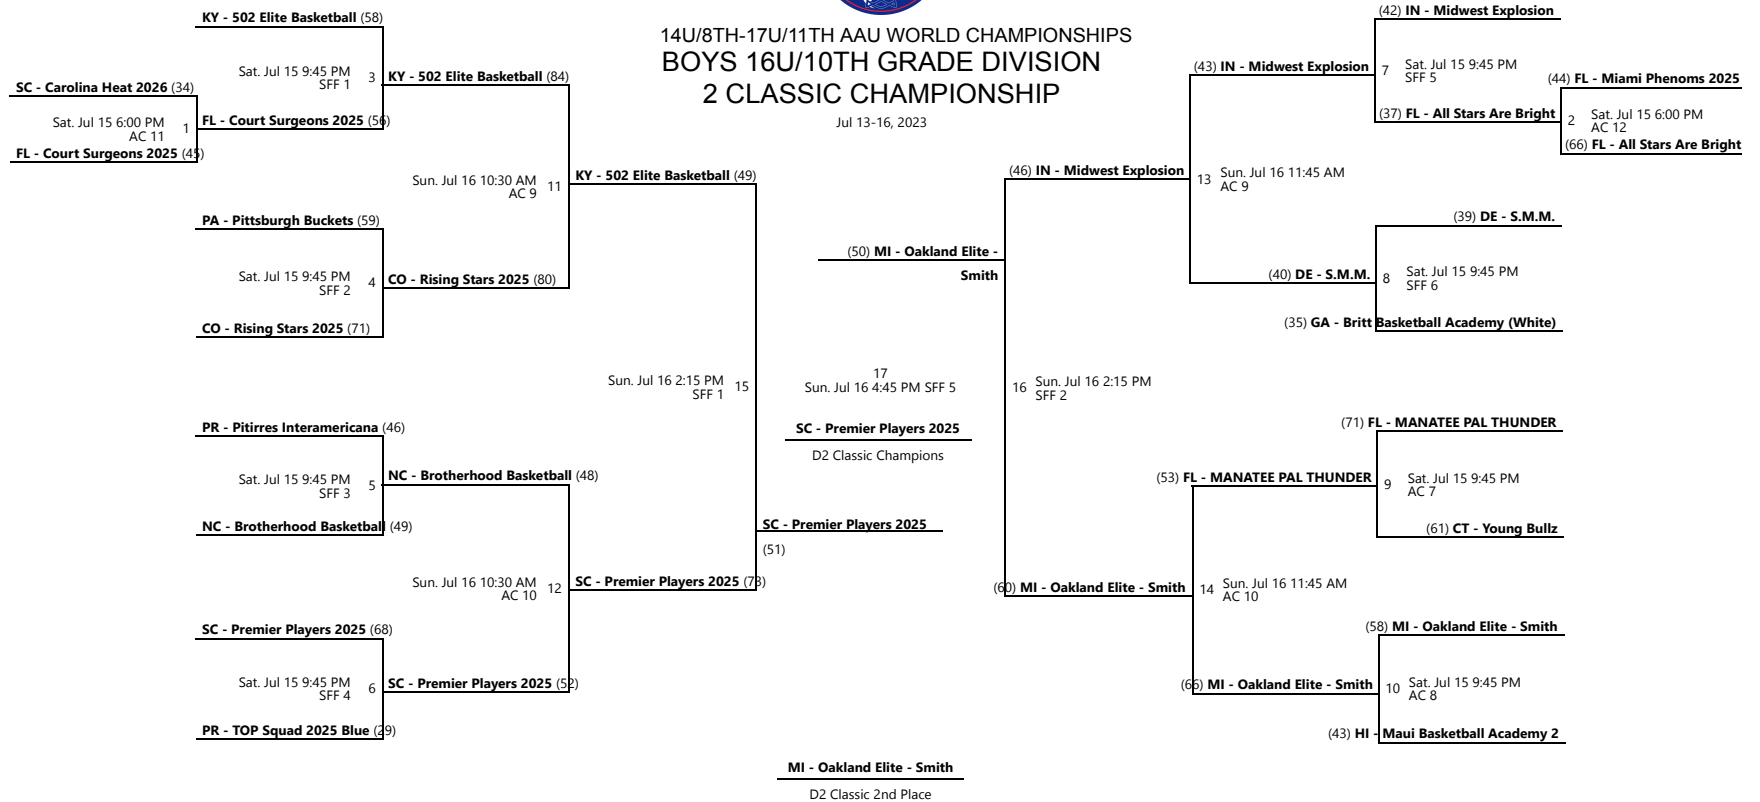 14U/8TH-17U/11TH AAU WORLD CHAMPIONSHIPS
BOYS 16U/10TH GRADE DIVISION
2 CLASSIC CHAMPIONSHIP
Jul 13-16, 2023
SC - Carolina Heat 2026 (34)
Sat. Jul 15 6:00 PM 1
AC 11
FL - Court Surgeons 2025 (45)
KY - 502 Elite Basketball (58)
Sat. Jul 15 9:45 PM 3
SFF 1
FL - Court Surgeons 2025 (56)
PA - Pittsburgh Buckets (59)
Sat. Jul 15 9:45 PM 4
SFF 2
CO - Rising Stars 2025 (71)
PR - Pitirres Interamericana (46)
Sat. Jul 15 9:45 PM 5
SFF 3
NC - Brotherhood Basketball (49)
SC - Premier Players 2025 (68)
Sat. Jul 15 9:45 PM 6
SFF 4
PR - TOP Squad 2025 Blue (29)
KY - 502 Elite Basketball (84)
Sun. Jul 16 10:30 AM 11
AC 9
CO - Rising Stars 2025 (80)
NC - Brotherhood Basketball (48)
Sun. Jul 16 10:30 AM 12
AC 10
SC - Premier Players 2025 (52)
KY - 502 Elite Basketball (49)
Sun. Jul 16 2:15 PM 15
SFF 1
SC - Premier Players 2025 (73)
(50) MI - Oakland Elite -
Smith
17
Sun. Jul 16 4:45 PM SFF 5
SC - Premier Players 2025
D2 Classic Champions
SC - Premier Players 2025
(51)
MI - Oakland Elite - Smith
D2 Classic 2nd Place
(46) IN - Midwest Explosion
16 Sun. Jul 16 2:15 PM
SFF 2
(60) MI - Oakland Elite - Smith
(43) IN - Midwest Explosion
13 Sun. Jul 16 11:45 AM
AC 9
(40) DE - S.M.M.
(53) FL - MANATEE PAL THUNDER
14 Sun. Jul 16 11:45 AM
AC 10
(66) MI - Oakland Elite - Smith
(42) IN - Midwest Explosion
7 Sat. Jul 15 9:45 PM
SFF 5
(37) FL - All Stars Are Bright
(39) DE - S.M.M.
8 Sat. Jul 15 9:45 PM
SFF 6
(35) GA - Britt Basketball Academy (White)
(71) FL - MANATEE PAL THUNDER
9 Sat. Jul 15 9:45 PM
AC 7
(61) CT - Young Bullz
(58) MI - Oakland Elite - Smith
10 Sat. Jul 15 9:45 PM
AC 8
(43) HI - Maui Basketball Academy 2
(44) FL - Miami Phenoms 2025
2 Sat. Jul 15 6:00 PM
AC 12
(66) FL - All Stars Are Bright